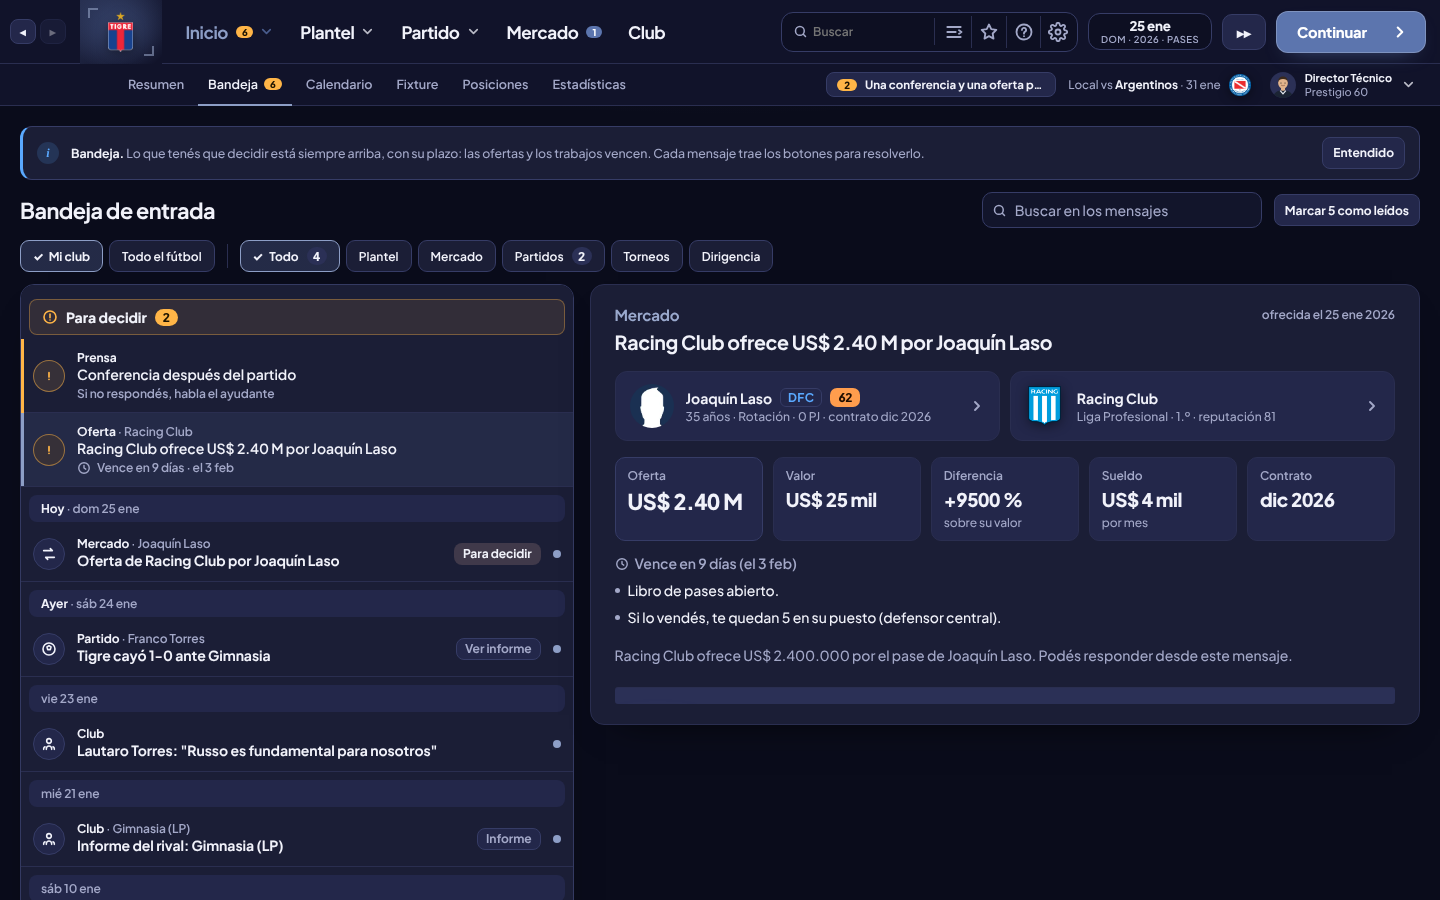 TIGRE
Inicio 6
Plantel
Partido
Mercado 1
Club
Buscar
25 ene
DOM · 2026 · PASES
Continuar
Resumen
Bandeja 6
Calendario
Fixture
Posiciones
Estadísticas
2 Una conferencia y una oferta p...
Local vs Argentinos · 31 ene
Director Técnico
Prestigio 60
i Bandeja. Lo que tenés que decidir está siempre arriba, con su plazo: las ofertas y los trabajos vencen. Cada mensaje trae los botones para resolverlo.
Entendido
Bandeja de entrada
Buscar en los mensajes
Marcar 5 como leídos
Mi club
Todo el fútbol
Todo 4
Plantel
Mercado
Partidos 2
Torneos
Dirigencia
Para decidir 2
Prensa
! Conferencia después del partido
Si no respondés, habla el ayudante
Oferta · Racing Club
! Racing Club ofrece US$ 2.40 M por Joaquín Laso
Vence en 9 días · el 3 feb
Hoy · dom 25 ene
Mercado · Joaquín Laso
Oferta de Racing Club por Joaquín Laso
Para decidir
Ayer · sáb 24 ene
Partido · Franco Torres
Tigre cayó 1-0 ante Gimnasia
Ver informe
vie 23 ene
Club
Lautaro Torres: "Russo es fundamental para nosotros"
mié 21 ene
Club · Gimnasia (LP)
Informe del rival: Gimnasia (LP)
Informe
sáb 10 ene
Mercado
ofrecida el 25 ene 2026
Racing Club ofrece US$ 2.40 M por Joaquín Laso
Joaquín Laso DFC 62
35 años · Rotación · 0 PJ · contrato dic 2026
RACING
Racing Club
Liga Profesional · 1.º · reputación 81
Oferta
US$ 2.40 M
Valor
US$ 25 mil
Diferencia
+9500 %
sobre su valor
Sueldo
US$ 4 mil
por mes
Contrato
dic 2026
Vence en 9 días (el 3 feb)
• Libro de pases abierto.
• Si lo vendés, te quedan 5 en su puesto (defensor central).
Racing Club ofrece US$ 2.400.000 por el pase de Joaquín Laso. Podés responder desde este mensaje.